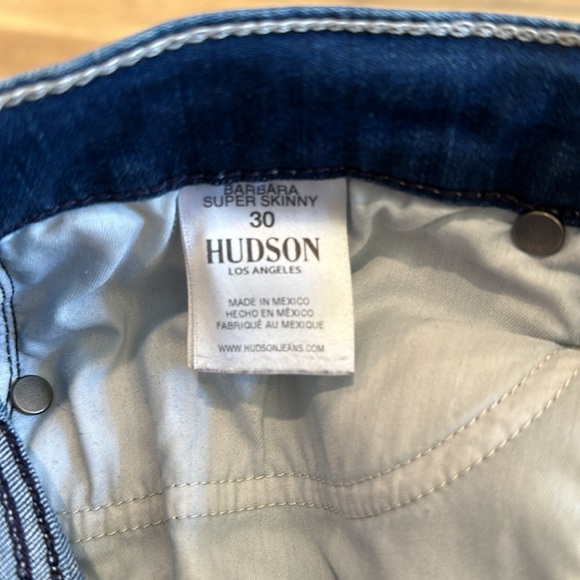 BARBARA
SUPER SKINNY
30
HUDSON
LOS ANGELES
MADE IN MEXICO
HECHO EN MÉXICO
FABRIQUÉ AU MEXIQUE
WWW.HUDSONJEANS.COM